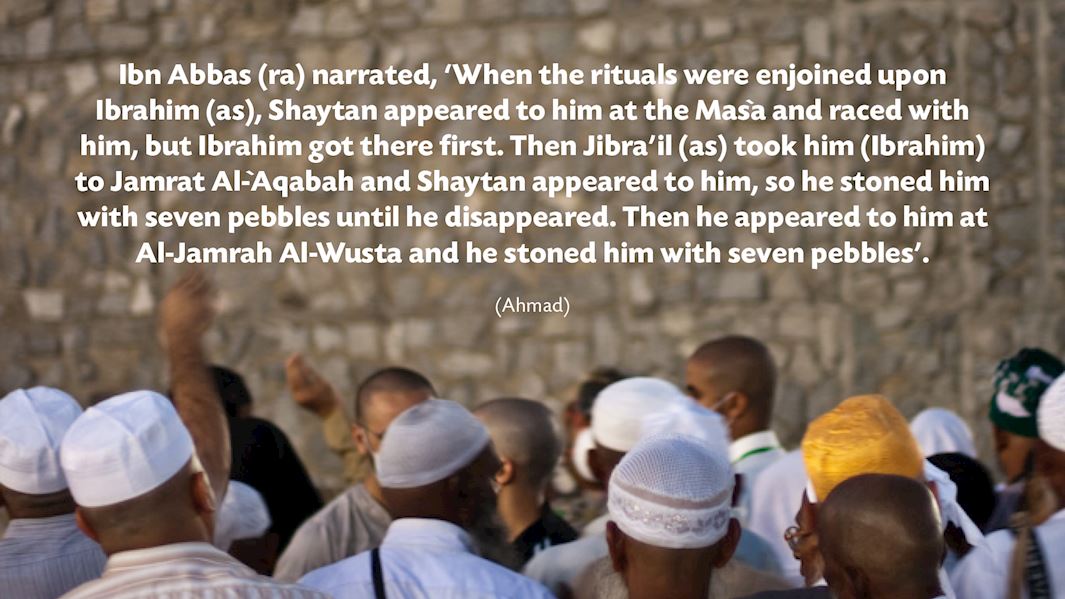 Ibn Abbas (ra) narrated, ‘When the rituals were enjoined upon
Ibrahim (as), Shaytan appeared to him at the Mas`a and raced with
him, but Ibrahim got there first. Then Jibra’il (as) took him (Ibrahim)
to Jamrat Al-`Aqabah and Shaytan appeared to him, so he stoned him
with seven pebbles until he disappeared. Then he appeared to him at
Al-Jamrah Al-Wusta and he stoned him with seven pebbles’.
(Ahmad)